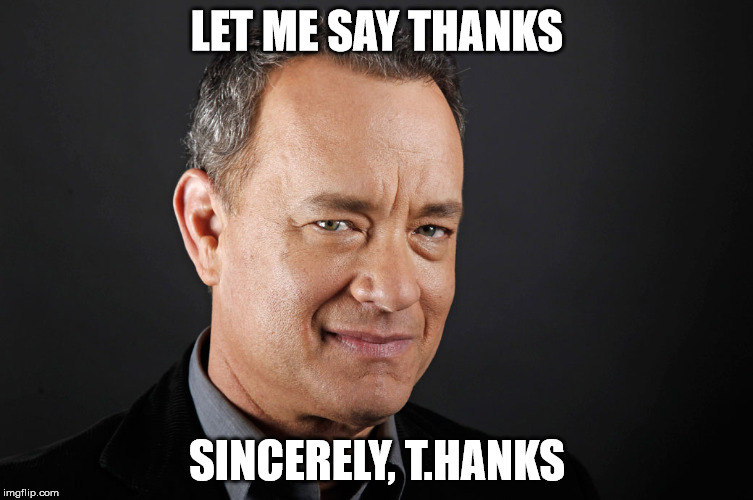 LET ME SAY THANKS
SINCERELY, T.HANKS
imgflip.com